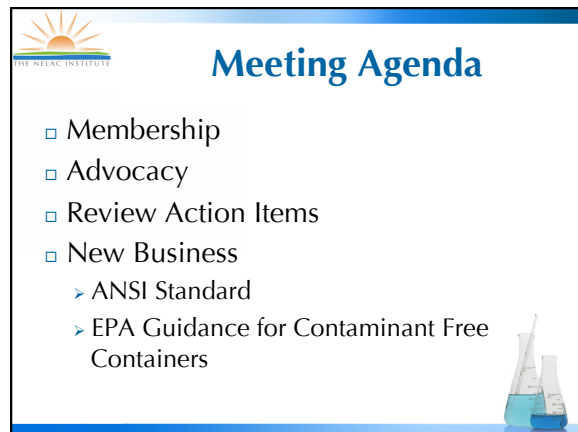 THE NELAC INSTITUTE
Meeting Agenda
Membership
Advocacy
Review Action Items
New Business
ANSI Standard
EPA Guidance for Contaminant Free
Containers